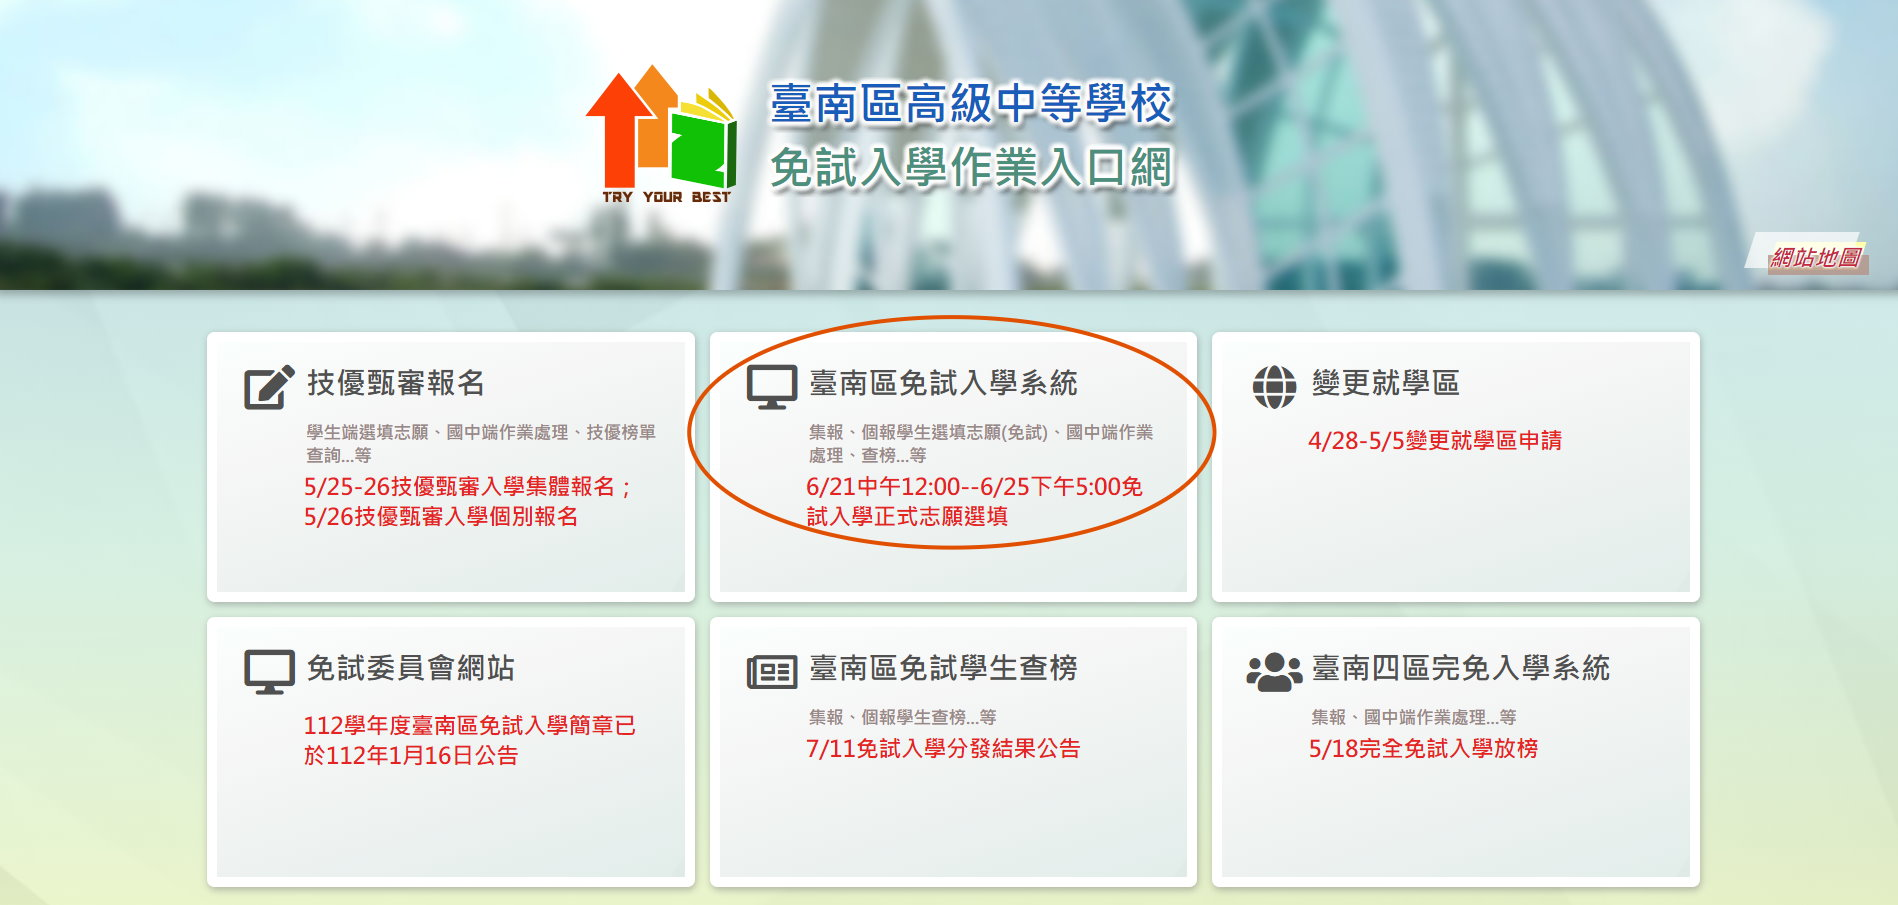 臺南區高級中等學校
免試入學作業入口網
TRY YOUR BEST
網站地圖
技優甄審報名
學生端選填志願、國中端作業處理、技優榜單
查詢...等
5/25-26技優甄審入學集體報名；
5/26技優甄審入學個別報名
臺南區免試入學系統
集報、個報學生選填志願(免試)、國中端作業
處理、查榜...等
6/21中午12:00--6/25下午5:00免
試入學正式志願選填
變更就學區
4/28-5/5變更就學區申請
免試委員會網站
112學年度臺南區免試入學簡章已
於112年1月16日公告
臺南區免試學生查榜
集報、個報學生查榜...等
7/11免試入學分發結果公告
臺南四區完免入學系統
集報、國中端作業處理...等
5/18完全免試入學放榜